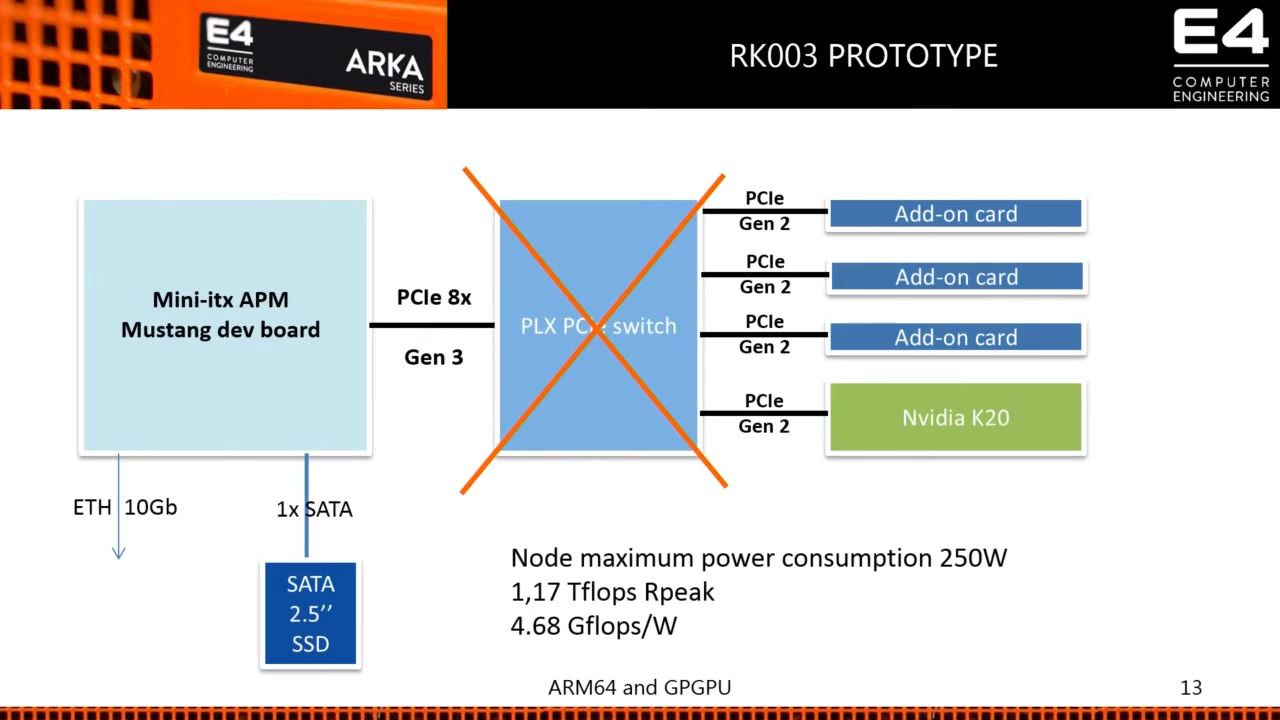 E4
COMPUTER
ENGINEERING
ARKA
SERIES
RK003 PROTOTYPE
E4
COMPUTER
ENGINEERING
Mini-itx APM
Mustang dev board
PCIe 8x
Gen 3
PLX PCIe switch
PCIe
Gen 2
Add-on card
PCIe
Gen 2
Add-on card
PCIe
Gen 2
Add-on card
PCIe
Gen 2
Nvidia K20
ETH 10Gb
1x SATA
SATA
2.5’’
SSD
Node maximum power consumption 250W
1,17 Tflops Rpeak
4.68 Gflops/W
ARM64 and GPGPU
13